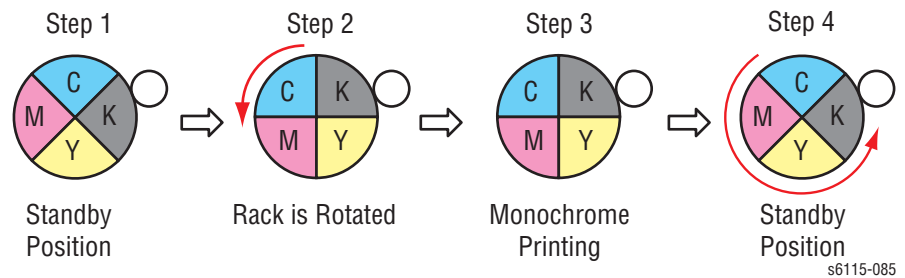 Step 1
Step 2
Step 3
Step 4
C
M
K
Y
C
K
M
Y
C
K
M
Y
C
M
K
Y
Standby
Position
Rack is Rotated
Monochrome
Printing
Standby
Position
s6115-085